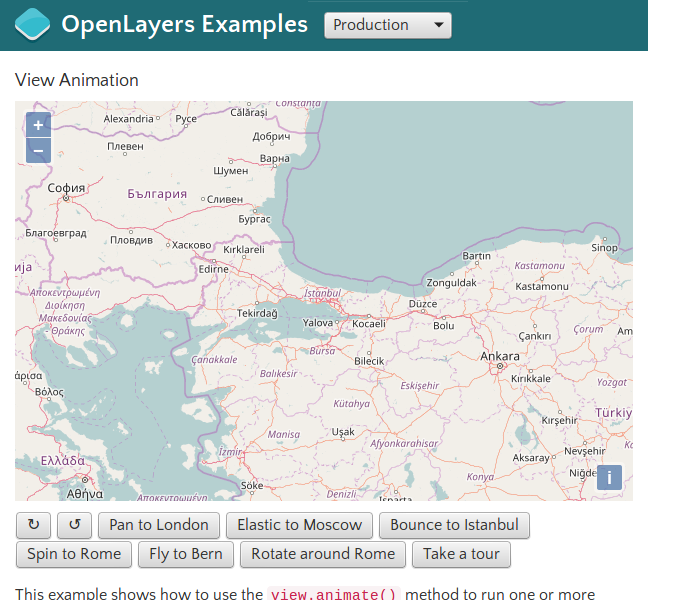 OpenLayers Examples Production
View Animation
Constanța
Alexandria Русе Călărași
Плевен Добрич
Варна
Шумен
София
България Сливен
Бургас
Благоевград Пловдив Хасково
Kırklareli
Edirne
ија
Αποκεντρωμένη
Διοίκηση
Μακεδονίας
- Θράκης
Bartın Sinop
Kastamonu
Zonguldak Kastamonu
İstanbul Düzce
Tekirdağ Yalova Kocaeli Bolu Çankırı Çorum Am
Bursa
Çanakkale Bilecik Ankara
Balıkesir Kırıkkale Yozgat
Eskişehir
άρισα
Βόλος
Kütahya Kırşehir Türkiy
Manisa Uşak Afyonkarahisar
İzmir Nevşehir
Ελλάδα Aksaray
Αθήνα Söke Konya Niğde
Αποκεντρωμένη Denizli Isparta
+
−
i
↻ ↺ Pan to London Elastic to Moscow Bounce to Istanbul
Spin to Rome Fly to Bern Rotate around Rome Take a tour
This example shows how to use the view.animate() method to run one or more